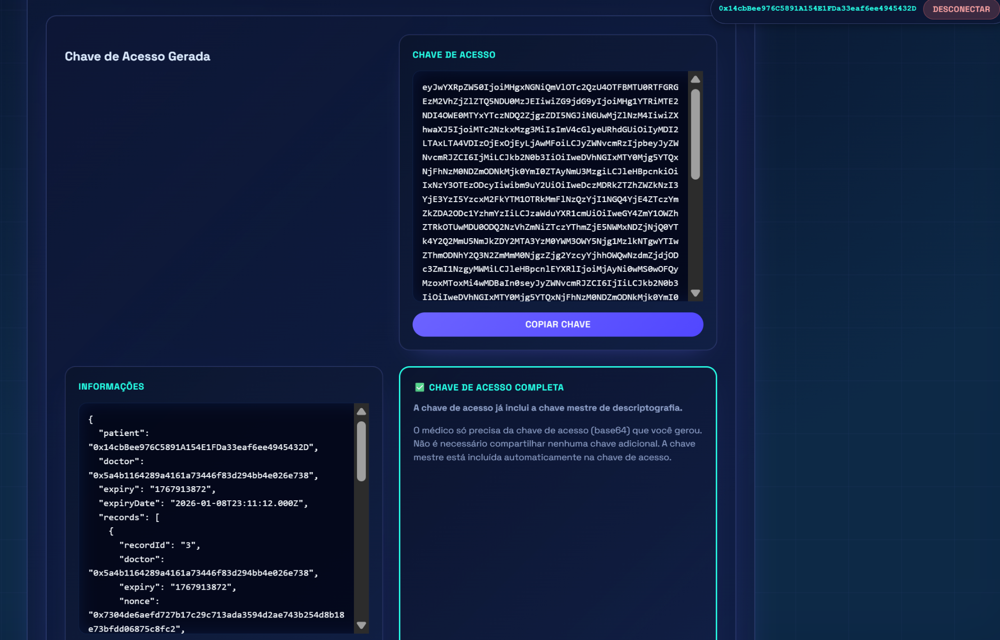 0x14cbBee976C5891A154E1FDa33eaf6ee4945432D
DESCONECTAR
Chave de Acesso Gerada
CHAVE DE ACESSO
eyJwYXRpZW50IjoiMHgxNGNiQmVlOTc2QzU4OTFBMTU0RTFGRG
EzM2VhZjZlZTQ5NDU0MzJEIiwiZG9jdG9yIjoiMHg1YTRiMTE2
NDI4OWE0MTYxYTczNDQ2ZjgzZDI5NGJiNGUwMjZlNzM4IiwiZX
hwaXJ5IjoiMTc2NzkxMzg3MiIsImV4cGlyeURhdGUiOiIyMDI2
LTAxLTA4VDIzOjExOjEyLjAwMFoiLCJyZWNvcmRzIjpbeyJyZW
NvcmRJZCI6IjMiLCJkb2N0b3IiOiIweDVhNGIxMTY0Mjg5YTQx
NjFhNzM0NDZmODNkMjk0YmI0ZTAyNmU3MzgiLCJleHBpcnkiOi
IxNzY3OTEzODcyIiwibm9uY2UiOiIweDczMDRkZTZhZWZkNzI3
YjE3YzI5YzcxM2FkYTM1OTRkMmFlNzQzYjI1NGQ4YjE4ZTczYm
ZkZDA2ODc1YzhmYzIiLCJzaWduYXR1cmUiOiIweGY4ZmY1OWZh
ZTRkOTUwMDU0ODQ2NzVhZmNiZTczYThmZjE5NWMxNDZjNjQ0YT
k4Y2Q2MmU5NmJkZDY2MTA3YzM0YWM3OWY5Njg1MzlkNTgwYTIw
ZThmODNhY2Q3N2ZmMmM0NjgzZjg2YzcyYjhhOWQwNzdmZjdjOD
c3ZmI1NzgyMWMiLCJleHBpcnlEYXRlIjoiMjAyNi0wMS0wOFQy
MzoxMToxMi4wMDBaIn0seyJyZWNvcmRJZCI6IjIiLCJkb2N0b3
IiOiIweDVhNGIxMTY0Mjg5YTQxNjFhNzM0NDZmODNkMjk0YmI0
COPIAR CHAVE
INFORMAÇÕES
{
"patient":
"0x14cbBee976C5891A154E1FDa33eaf6ee4945432D",
"doctor":
"0x5a4b1164289a4161a73446f83d294bb4e026e738",
"expiry": "1767913872",
"expiryDate": "2026-01-08T23:11:12.000Z",
"records": [
{
"recordId": "3",
"doctor":
"0x5a4b1164289a4161a73446f83d294bb4e026e738",
"expiry": "1767913872",
"nonce":
"0x7304de6aefd727b17c29c713ada3594d2ae743b254d8b18
e73bfdd06875c8fc2",
✅ CHAVE DE ACESSO COMPLETA
A chave de acesso já inclui a chave mestre de descriptografia.
O médico só precisa da chave de acesso (base64) que você gerou.
Não é necessário compartilhar nenhuma chave adicional. A chave
mestre está incluída automaticamente na chave de acesso.